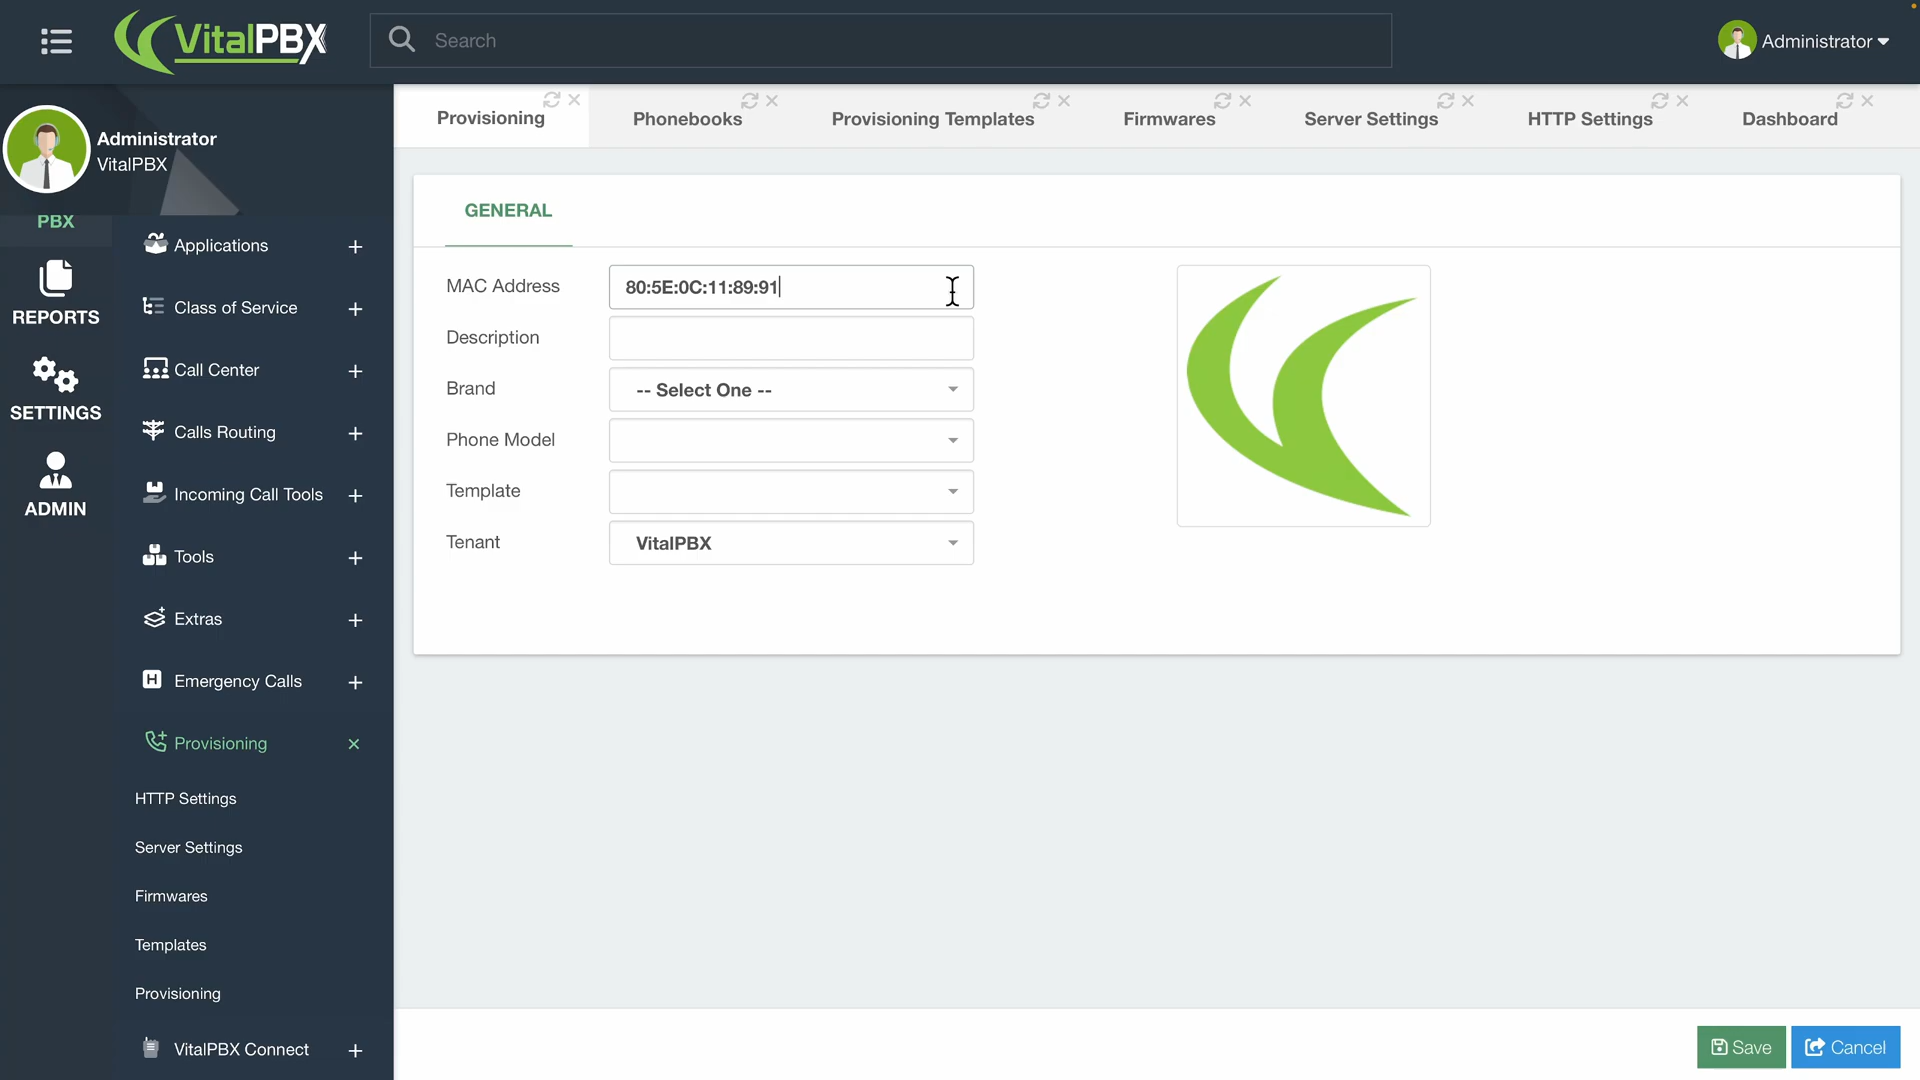 VitalPBX
Search
Administrator
Administrator
VitalPBX
PBX
REPORTS
SETTINGS
ADMIN
Applications
Class of Service
Call Center
Calls Routing
Incoming Call Tools
Tools
Extras
Emergency Calls
Provisioning
HTTP Settings
Server Settings
Firmwares
Templates
Provisioning
VitalPBX Connect
Provisioning
Phonebooks
Provisioning Templates
Firmwares
Server Settings
HTTP Settings
Dashboard
GENERAL
MAC Address 80:5E:0C:11:89:91
Description
Brand -- Select One --
Phone Model
Template
Tenant VitalPBX
Save
Cancel